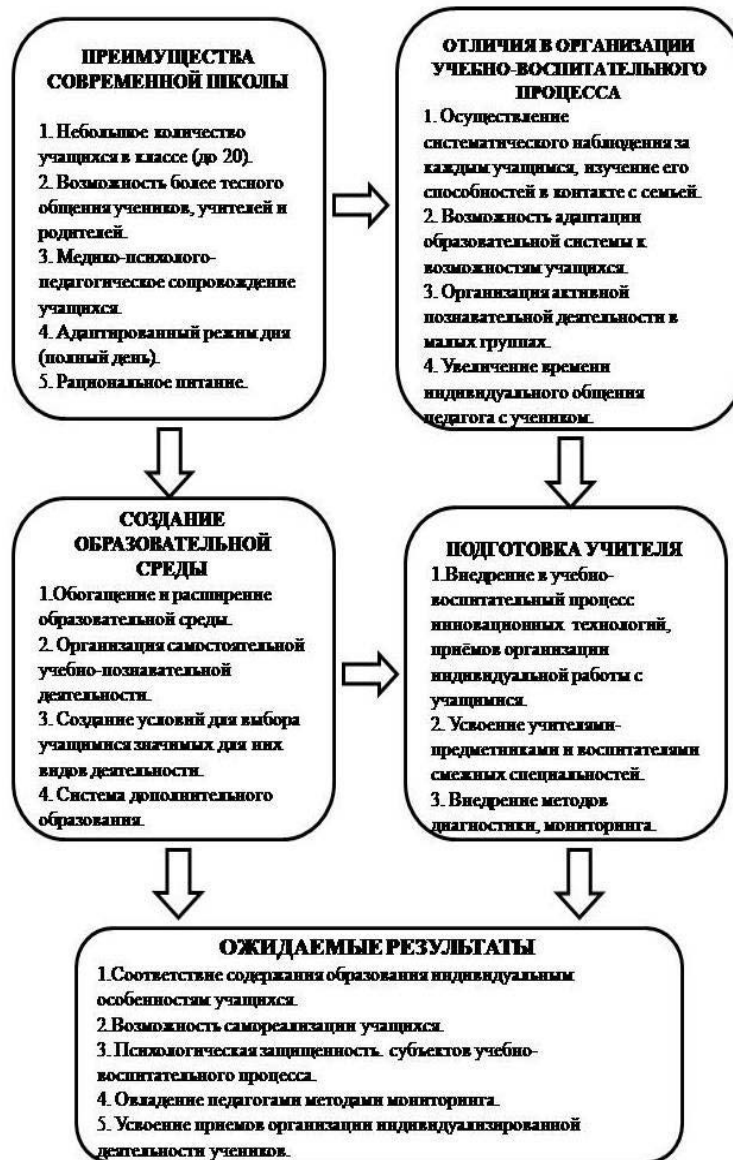 ПРЕИМУЩЕСТВА
СОВРЕМЕННОЙ ШКОЛЫ
1. Небольшое количество
учащихся в классе (до 20).
2. Возможность более тесного
общения учеников, учителей и
родителей.
3. Медико-психолого-
педагогическое сопровождение
учащихся.
4. Адаптированный режим дня
(полный день).
5. Рациональное питание.
ОТЛИЧИЯ В ОРГАНИЗАЦИИ
УЧЕБНО-ВОСПИТАТЕЛЬНОГО
ПРОЦЕССА
1. Осуществление
систематического наблюдения за
каждым учащимся, изучение его
способностей в контакте с семьей.
2. Возможность адаптации
образовательной системы к
возможностям учащихся.
3. Организация активной
познавательной деятельности в
малых группах.
4. Увеличение времени
индивидуального общения
педагога с учеником.
СОЗДАНИЕ
ОБРАЗОВАТЕЛЬНОЙ
СРЕДЫ
1.Обогащение и расширение
образовательной среды.
2. Организация самостоятельной
учебно-познавательной
деятельности.
3. Создание условий для выбора
учащимися значимых для них
видов деятельности.
4. Система дополнительного
образования.
ПОДГОТОВКА УЧИТЕЛЯ
1.Внедрение в учебно-
воспитательный процесс
инновационных технологий,
приёмов организации
индивидуальной работы с
учащимися.
2. Усвоение учителями-
предметниками и воспитателями
смежных специальностей.
3. Внедрение методов
диагностики, мониторинга.
ОЖИДАЕМЫЕ РЕЗУЛЬТАТЫ
1.Соответствие содержания образования индивидуальным
особенностям учащихся.
2.Возможность самореализации учащихся.
3. Психологическая защищенность. субъектов учебно-
воспитательного процесса.
4. Овладение педагогами методами мониторинга.
5. Усвоение приемов организации индивидуализированной
деятельности учеников.